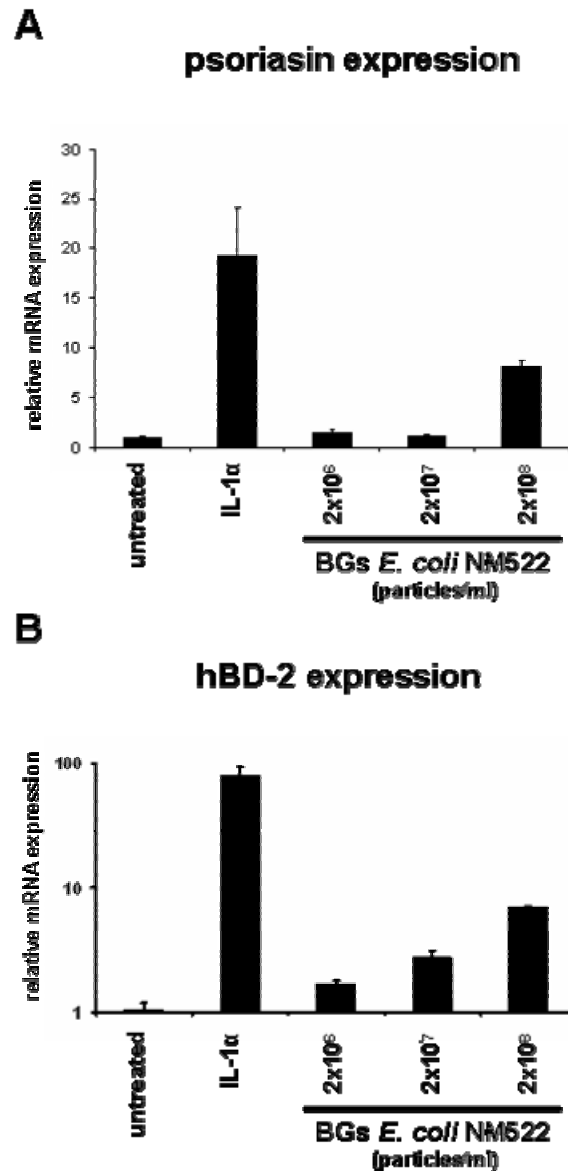 A
psoriasin expression
relative mRNA expression
30
25
20
15
10
5
0
untreated
IL-1α
2x10⁶
2x10⁷
2x10⁸
BGs E. coli NM522
(particles/ml)
B
hBD-2 expression
relative mRNA expression
100
10
1
untreated
IL-1α
2x10⁶
2x10⁷
2x10⁸
BGs E. coli NM522
(particles/ml)